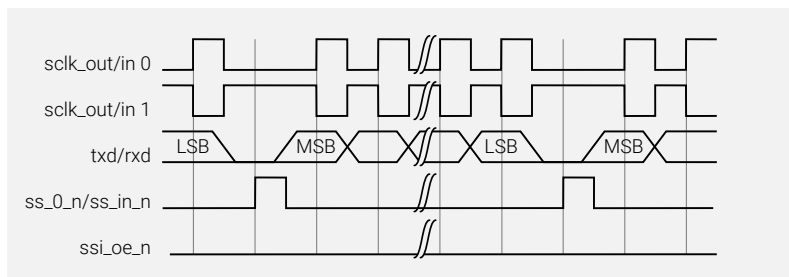 sclk_out/in 0
sclk_out/in 1
txd/rxd LSB MSB LSB MSB
ss_0_n/ss_in_n
ssi_oe_n